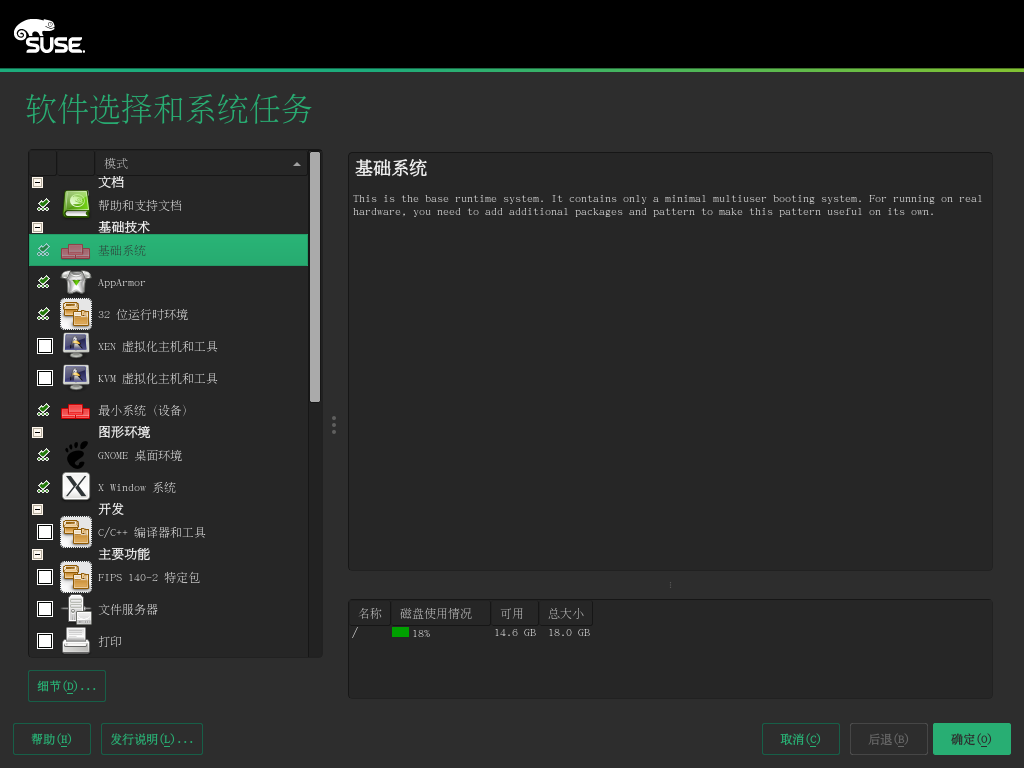 SUSE.
软件选择和系统任务
模式
文档
帮助和支持文档
基础技术
基础系统
AppArmor
32 位运行时环境
XEN 虚拟化主机和工具
KVM 虚拟化主机和工具
最小系统（设备）
图形环境
GNOME 桌面环境
X Window 系统
开发
C/C++ 编译器和工具
主要功能
FIPS 140-2 特定包
文件服务器
打印
细节(D)...
基础系统
This is the base runtime system. It contains only a minimal multiuser booting system. For running on real
hardware, you need to add additional packages and pattern to make this pattern useful on its own.
名称 磁盘使用情况 可用 总大小
/ 18% 14.6 GB 18.0 GB
帮助(H) 发行说明(L)... 取消(C) 后退(B) 确定(O)